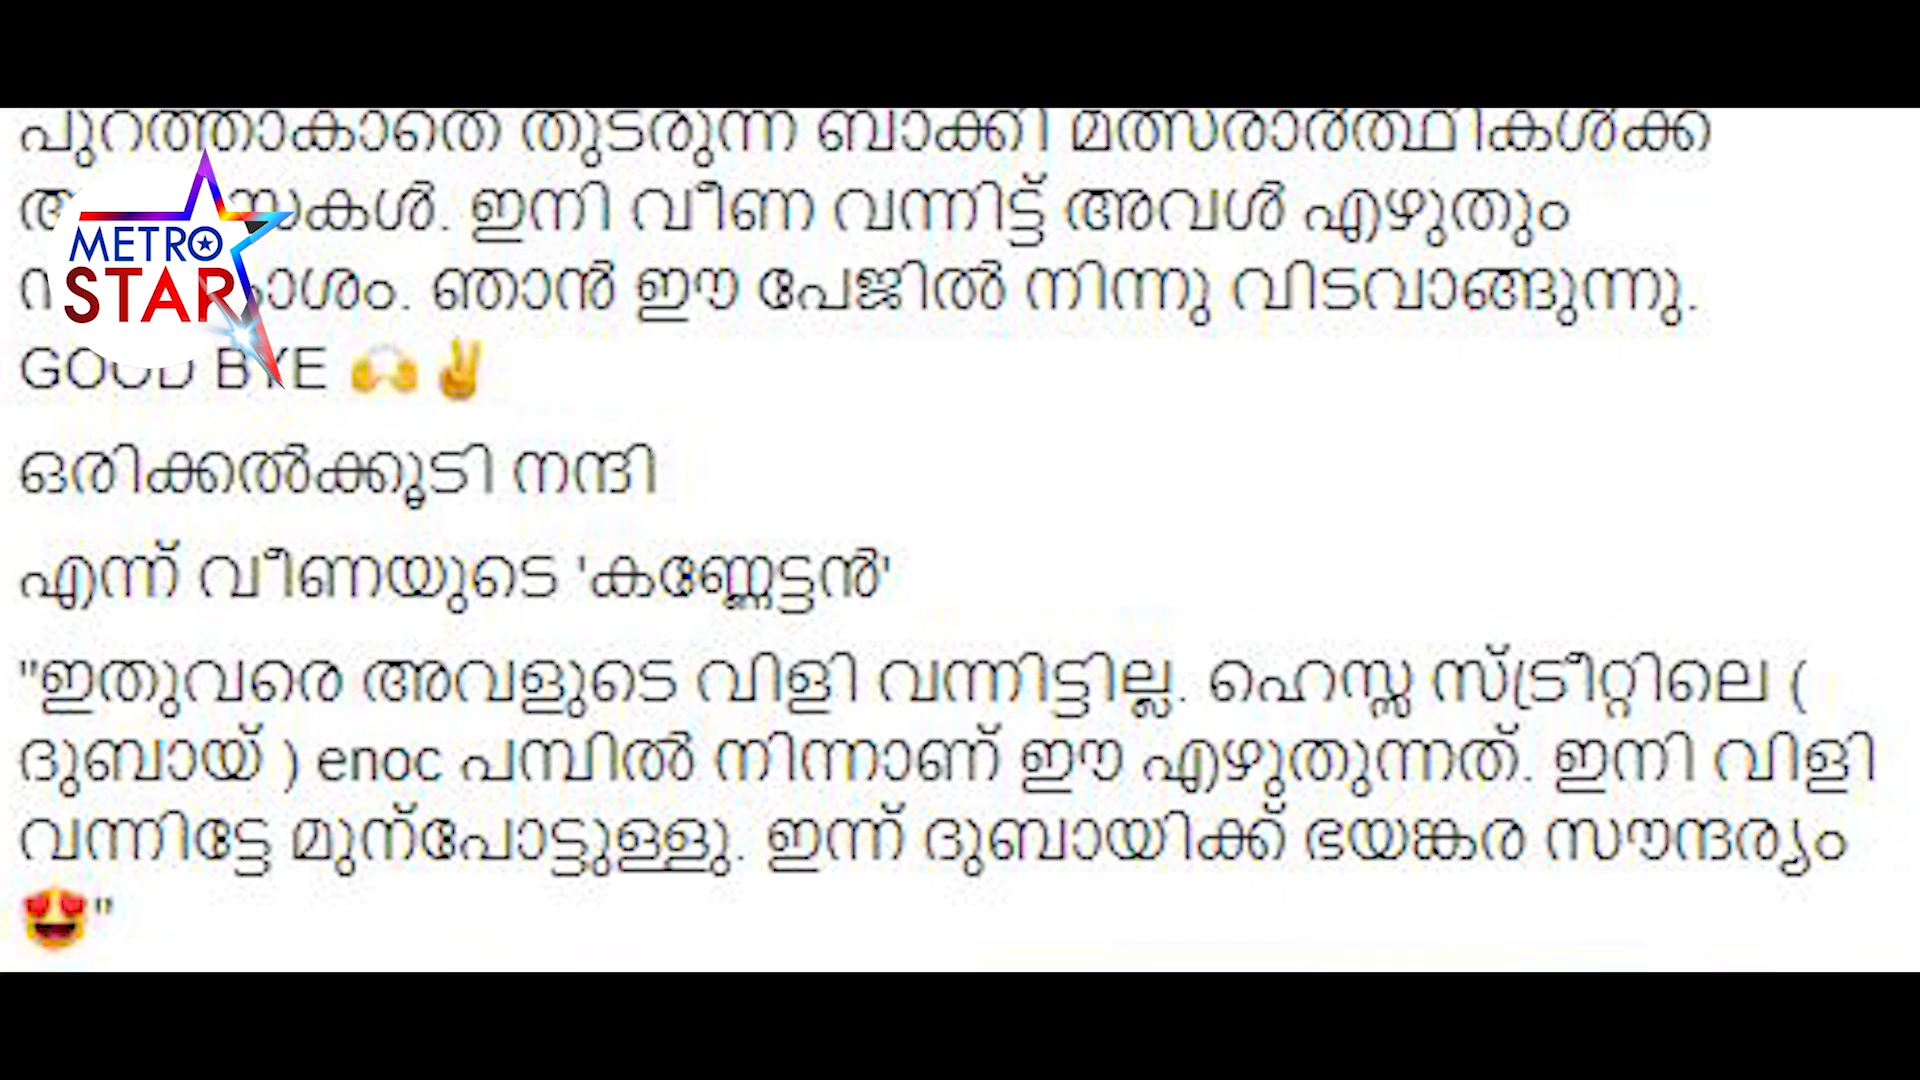 പുറത്താകാതെ തുടരുന്ന ബാക്കി മത്സരാർത്ഥികൾക്ക
ഇനി വീണ വന്നിട്ട് അവൾ എഴുതും
ഞാൻ ഈ പേജിൽ നിന്നു വിടവാങ്ങുന്നു.
METRO
STAR
GOOD BYE 🙌✌
ഒരിക്കൽക്കൂടി നന്ദി
എന്ന് വീണയുടെ 'കണ്ണേട്ടൻ'
"ഇതുവരെ അവളുടെ വിളി വന്നിട്ടില്ല. ഹെസ്സ സ്ട്രീറ്റിലെ (
ദുബായ് ) enoc പമ്പിൽ നിന്നാണ് ഈ എഴുതുന്നത്. ഇനി വിളി
വന്നിട്ടേ മുന്പോട്ടുള്ളു. ഇന്ന് ദുബായിക്ക് ഭയങ്കര സൗന്ദര്യം
😍"